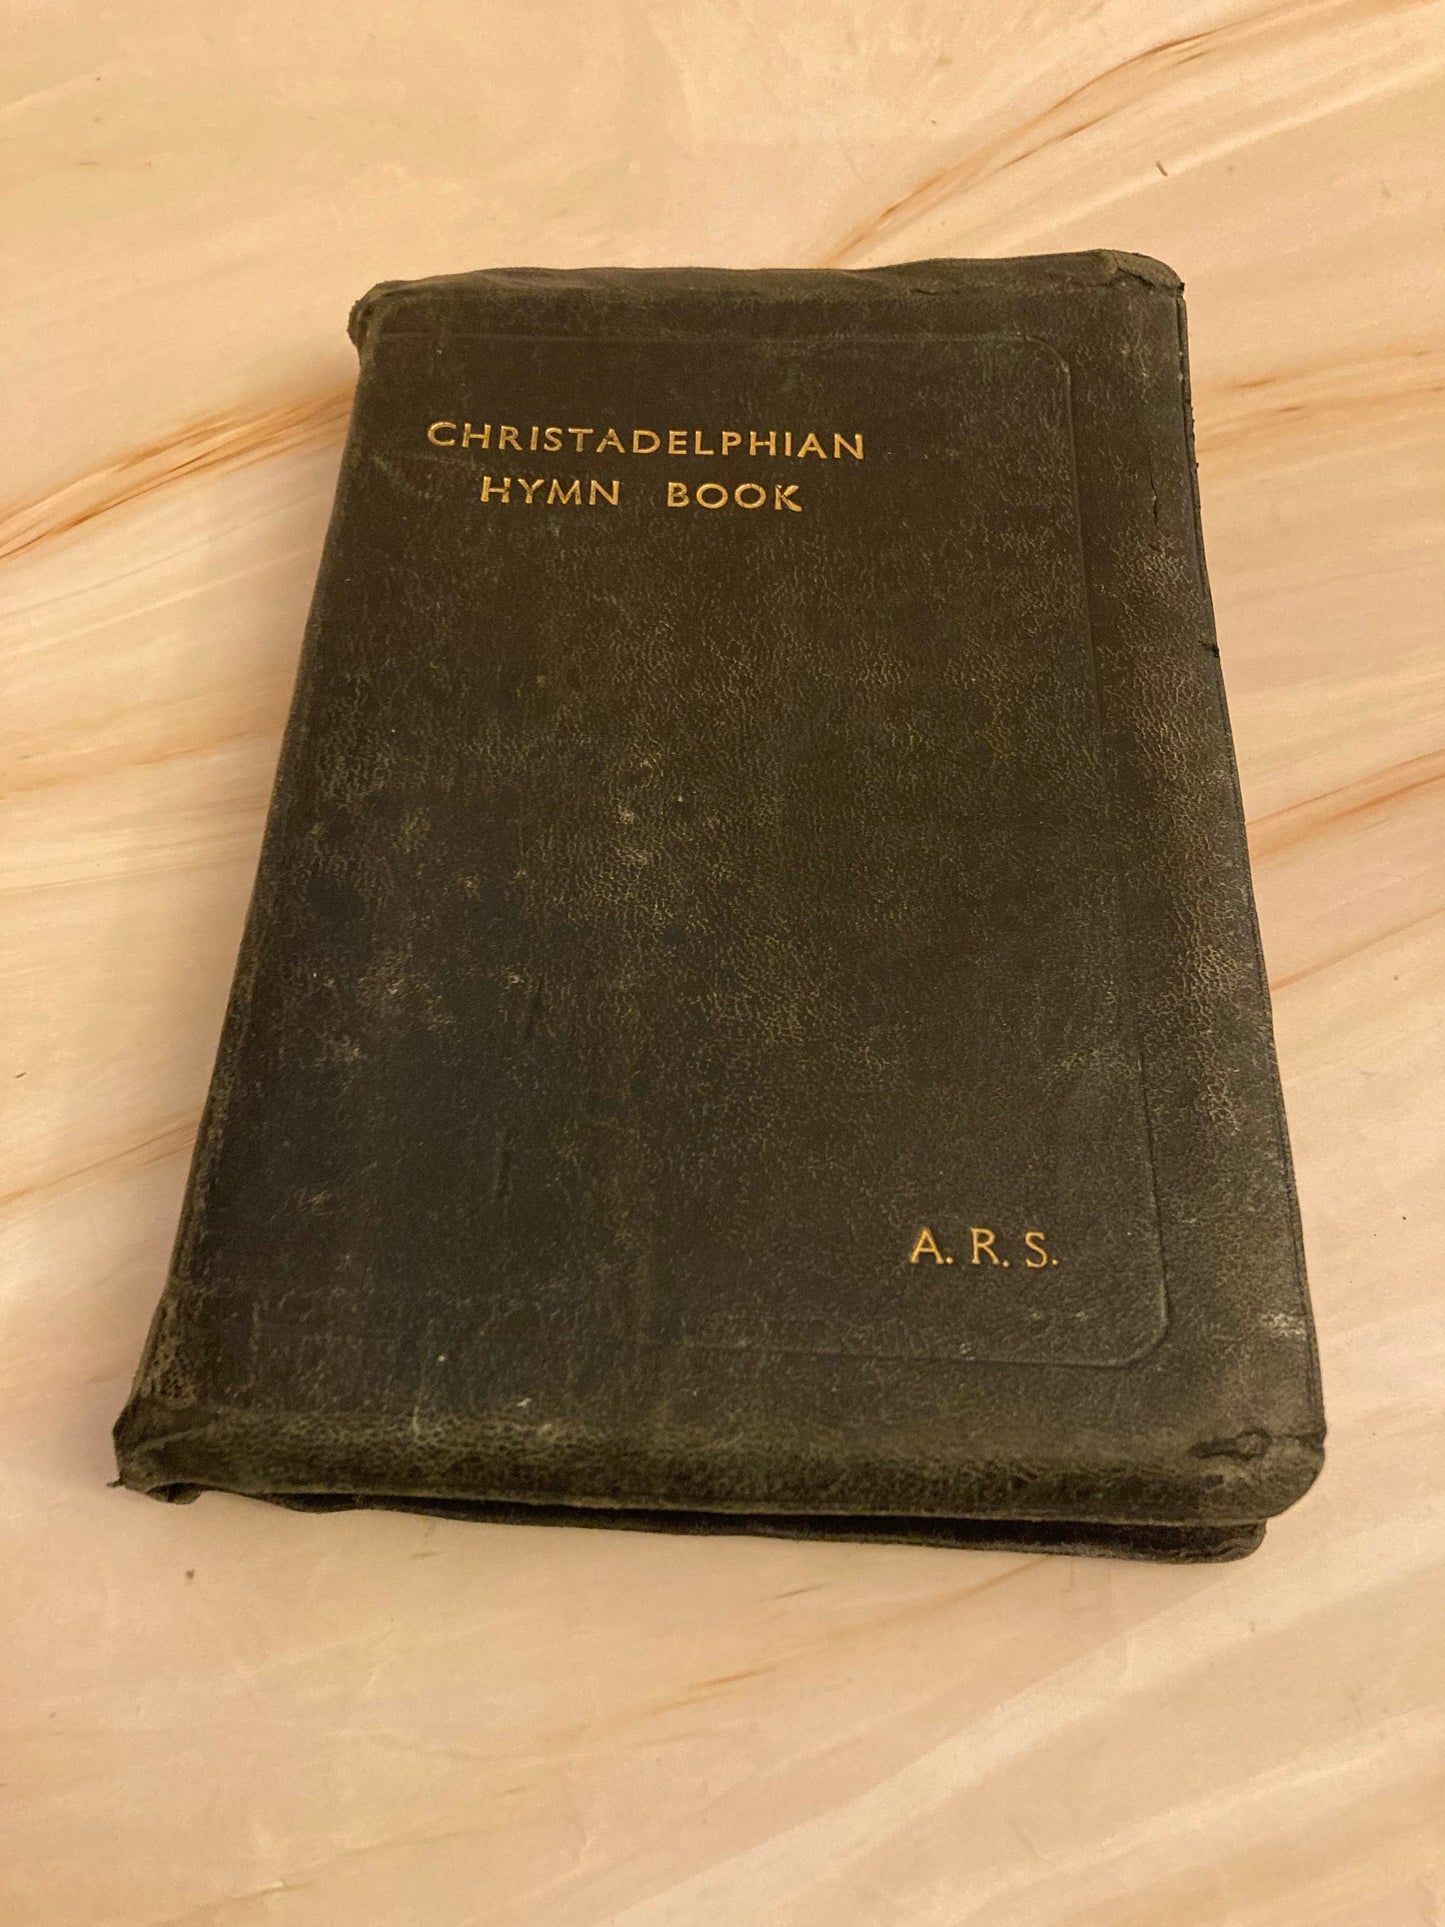 CHRISTADELPHIAN
HYMN BOOK
A. R. S.